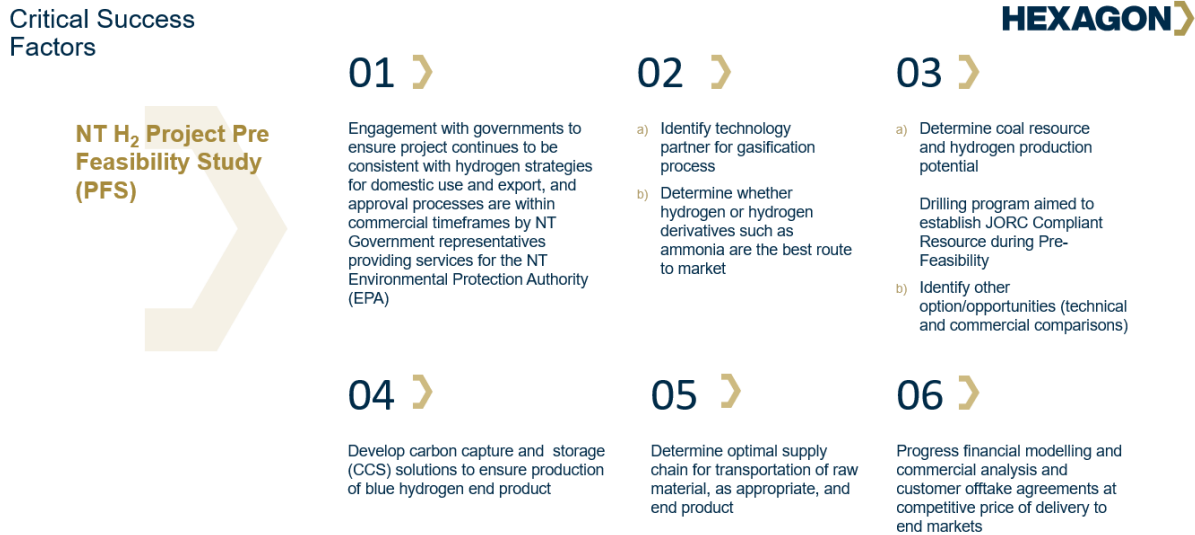 Critical Success
Factors
HEXAGON
NT H₂ Project Pre
Feasibility Study
(PFS)
01
Engagement with governments to
ensure project continues to be
consistent with hydrogen strategies
for domestic use and export, and
approval processes are within
commercial timeframes by NT
Government representatives
providing services for the NT
Environmental Protection Authority
(EPA)
02
a) Identify technology
partner for gasification
process
b) Determine whether
hydrogen or hydrogen
derivatives such as
ammonia are the best route
to market
03
a) Determine coal resource
and hydrogen production
potential
Drilling program aimed to
establish JORC Compliant
Resource during Pre-
Feasibility
b) Identify other
option/opportunities (technical
and commercial comparisons)
04
Develop carbon capture and storage
(CCS) solutions to ensure production
of blue hydrogen end product
05
Determine optimal supply
chain for transportation of raw
material, as appropriate, and
end product
06
Progress financial modelling and
commercial analysis and
customer offtake agreements at
competitive price of delivery to
end markets